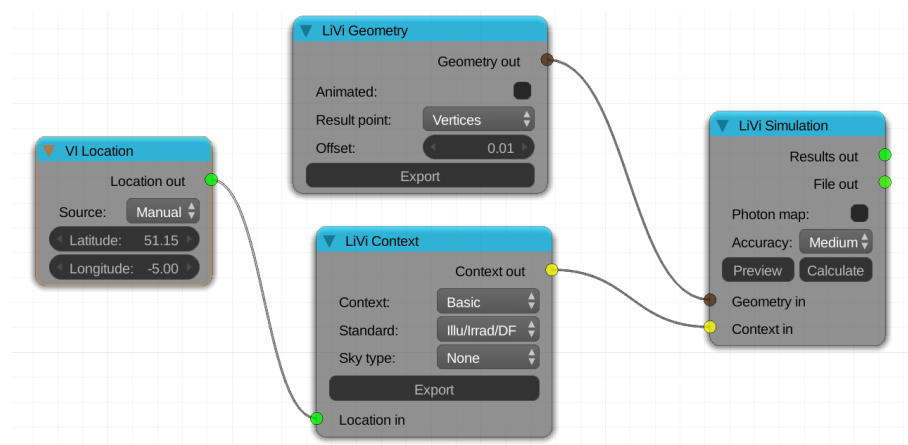 LiVi Geometry
Geometry out
Animated:
Result point: Vertices
Offset: 0.01
Export
VI Location
Location out
Source: Manual
Latitude: 51.15
Longitude: -5.00
LiVi Context
Context out
Context: Basic
Standard: Illu/Irrad/DF
Sky type: None
Export
Location in
LiVi Simulation
Results out
File out
Photon map:
Accuracy: Medium
Preview Calculate
Geometry in
Context in